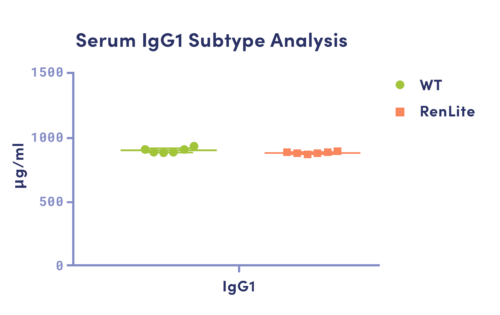 Serum IgG1 Subtype Analysis
1500
1000
500
0
µg/ml
IgG1
WT
RenLite